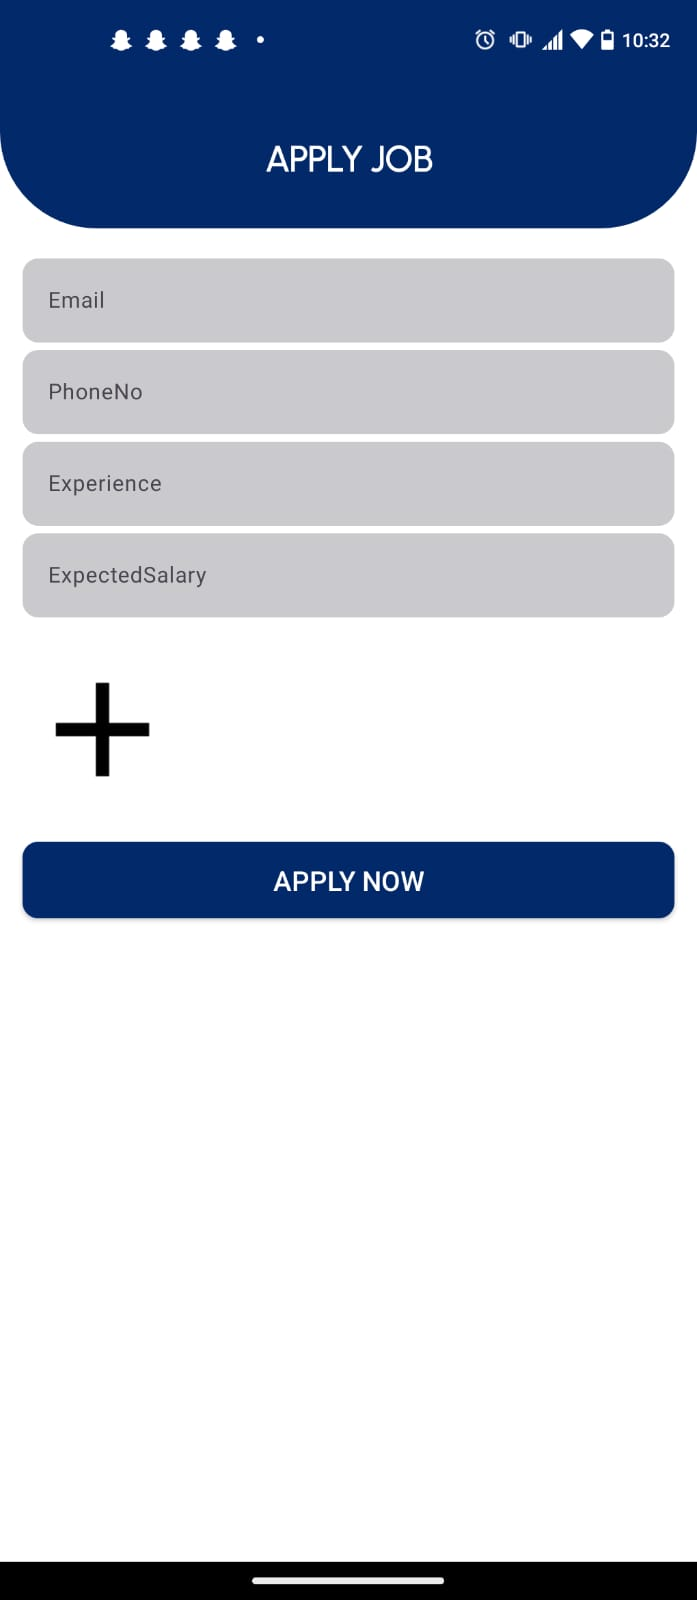 10:32
APPLY JOB
Email
PhoneNo
Experience
ExpectedSalary
APPLY NOW